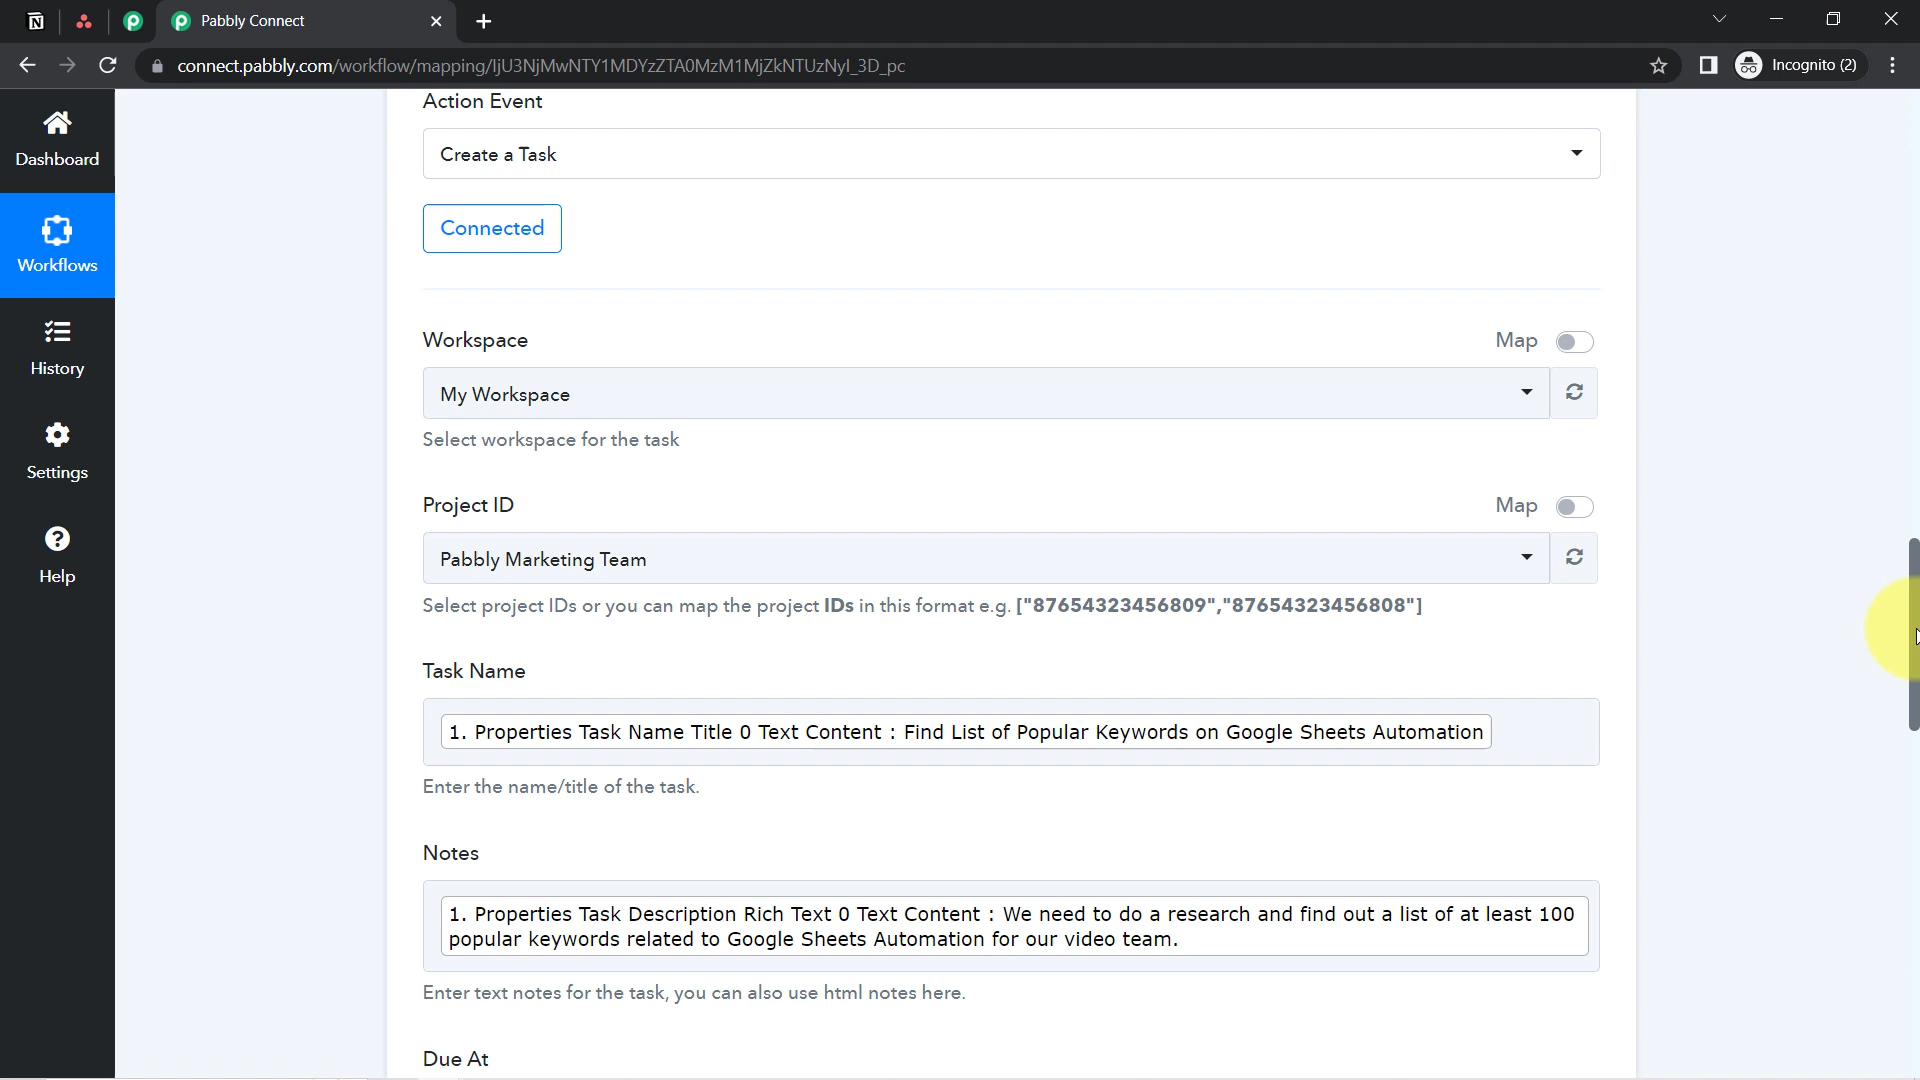 Pabbly Connect
connect.pabbly.com/workflow/mapping/IjU3NjMwNTY1MDYzZTA0MzM1MjZkNTUzNyI_3D_pc
Incognito (2)
Dashboard
Workflows
History
Settings
Help
Action Event
Create a Task
Connected
Workspace
Map
My Workspace
Select workspace for the task
Project ID
Map
Pabbly Marketing Team
Select project IDs or you can map the project IDs in this format e.g. ["87654323456809","87654323456808"]
Task Name
1. Properties Task Name Title 0 Text Content : Find List of Popular Keywords on Google Sheets Automation
Enter the name/title of the task.
Notes
1. Properties Task Description Rich Text 0 Text Content : We need to do a research and find out a list of at least 100
popular keywords related to Google Sheets Automation for our video team.
Enter text notes for the task, you can also use html notes here.
Due At